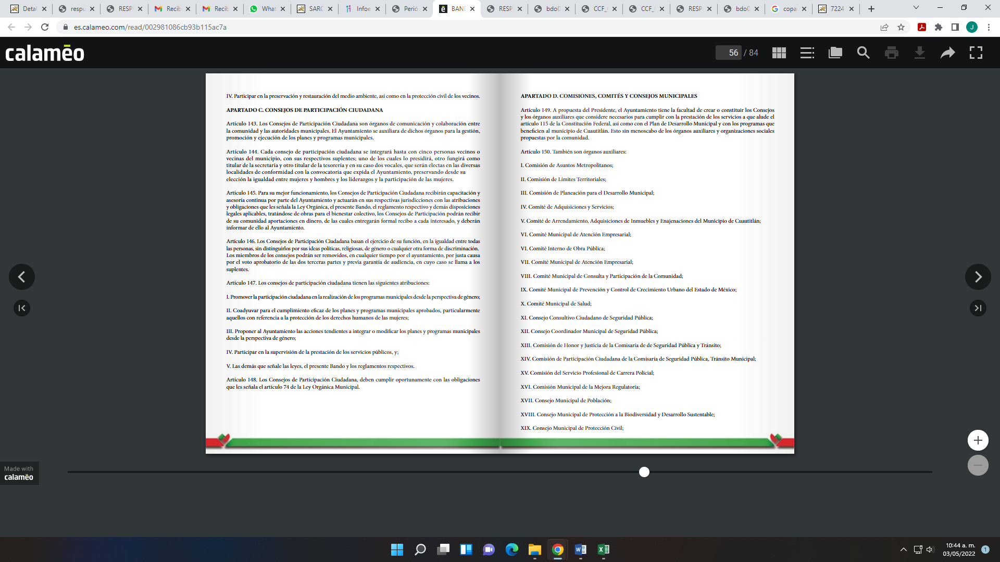 Detal
respu
RESP
Recib
Recib
What
SARC
Infoe
Perió
BAN
RESP
bdo0
CCF_
CCF_
RESP
bdo0
copa
7224
es.calameo.com/read/002981086cb93b115ac7a
J
calamēo
56 / 84
IV. Participar en la preservación y restauración del medio ambiente, así como en la protección civil de los vecinos.
APARTADO C. CONSEJOS DE PARTICIPACIÓN CIUDADANA
Artículo 143. Los Consejos de Participación Ciudadana son órganos de comunicación y colaboración entre
la comunidad y las autoridades municipales. El Ayuntamiento se auxiliara de dichos órganos para la gestión,
promoción y ejecución de los planes y programas municipales.
Artículo 144. Cada consejo de participación ciudadana se integrará hasta con cinco personas vecinos o
vecinas del municipio, con sus respectivos suplentes; uno de los cuales lo presidirá, otro fungirá como
titular de la secretaria y otro titular de la tesorería y en su caso dos vocales, que serán electas en las diversas
localidades de conformidad con la convocatoria que expida el Ayuntamiento, preservando desde su
elección la igualdad entre mujeres y hombres y los liderazgos y la participación de las mujeres.
Artículo 145. Para su mejor funcionamiento, los Consejos de Participación Ciudadana recibirán capacitación y
asesoría continua por parte del Ayuntamiento y actuarán en sus respectivas jurisdicciones con las atribuciones
y obligaciones que les señala la Ley Orgánica, el presente Bando, el reglamento respectivo y demás disposiciones
legales aplicables, tratándose de obras para el bienestar colectivo, los Consejos de Participación podrán recibir
de su comunidad aportaciones en dinero, de las cuales entregarán formal recibo a cada interesado, y deberán
informar de ello al Ayuntamiento.
Artículo 146. Los Consejos de Participación Ciudadana basan el ejercicio de su función, en la igualdad entre todas
las personas, sin distinguirlos por sus ideas políticas, religiosas, de género o cualquier otra forma de discriminación.
Los miembros de los consejos podrán ser removidos, en cualquier tiempo por el ayuntamiento, por justa causa
por el voto aprobatorio de las dos terceras partes y previa garantía de audiencia, en cuyo caso se llama a los
suplentes.
Artículo 147. Los consejos de participación ciudadana tienen las siguientes atribuciones:
I. Promover la participación ciudadana en la realización de los programas municipales desde la perspectiva de género;
II. Coadyuvar para el cumplimiento eficaz de los planes y programas municipales aprobados, particularmente
aquellos con referencia a la protección de los derechos humanos de las mujeres;
III. Proponer al Ayuntamiento las acciones tendientes a integrar o modificar los planes y programas municipales
desde la perspectiva de género;
IV. Participar en la supervisión de la prestación de los servicios públicos, y;
V. Las demás que señale las leyes, el presente Bando y los reglamentos respectivos.
Artículo 148. Los Consejos de Participación Ciudadana, deben cumplir oportunamente con las obligaciones
que les señala el artículo 74 de la Ley Orgánica Municipal.
APARTADO D. COMISIONES, COMITÉS Y CONSEJOS MUNICIPALES
Artículo 149. A propuesta del Presidente, el Ayuntamiento tiene la facultad de crear o constituir los Consejos
y los órganos auxiliares que considere necesarios para cumplir con la prestación de los servicios a que alude el
artículo 115 de la Constitución Federal, así como con el Plan de Desarrollo Municipal y con los programas que
beneficien al municipio de Cuautitlán. Esto sin menoscabo de los órganos auxiliares y organizaciones sociales
propuestas por la comunidad.
Artículo 150. También son órganos auxiliares:
I. Comisión de Asuntos Metropolitanos;
II. Comisión de Límites Territoriales;
III. Comisión de Planeación para el Desarrollo Municipal;
IV. Comité de Adquisiciones y Servicios;
V. Comité de Arrendamiento, Adquisiciones de Inmuebles y Enajenaciones del Municipio de Cuautitlán;
VI. Comité Municipal de Atención Empresarial;
VI. Comité Interno de Obra Pública;
VII. Comité Municipal de Atención Empresarial;
VIII. Comité Municipal de Consulta y Participación de la Comunidad;
IX. Comité Municipal de Prevención y Control de Crecimiento Urbano del Estado de México;
X. Comité Municipal de Salud;
XI. Consejo Consultivo Ciudadano de Seguridad Pública;
XII. Consejo Coordinador Municipal de Seguridad Pública;
XIII. Comisión de Honor y Justicia de la Comisaría de de Seguridad Pública y Tránsito;
XIV. Comisión de Participación Ciudadana de la Comisaría de Seguridad Pública, Tránsito Municipal;
XV. Comisión del Servicio Profesional de Carrera Policial;
XVI. Comisión Municipal de la Mejora Regulatoria;
XVII. Consejo Municipal de Población;
XVIII. Consejo Municipal de Protección a la Biodiversidad y Desarrollo Sustentable;
XIX. Consejo Municipal de Protección Civil;
Made with
calamēo
10:44 a. m.
03/05/2022
1